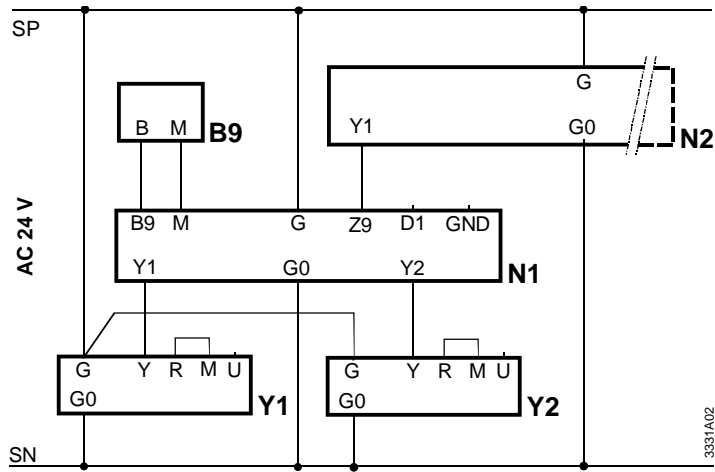 SP
G
B M B9
Y1 G0 N2
AC 24 V
B9 M G Z9 D1 GND
Y1 G0 Y2 N1
G Y R M U
G0 Y1
G Y R M U
G0 Y2
SN
3331A02